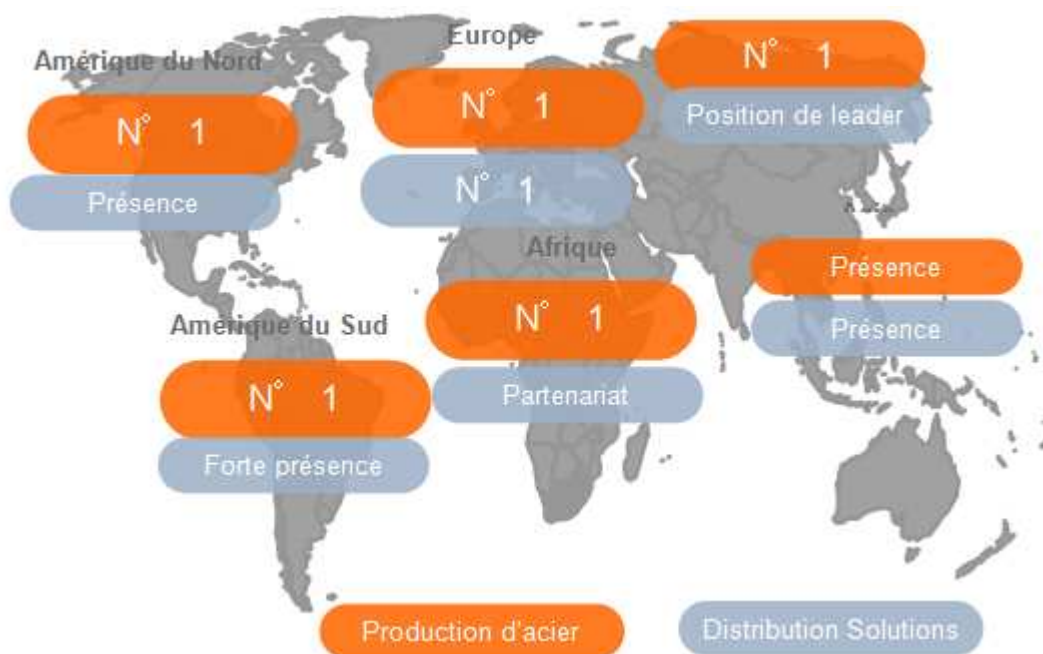 Amérique du Nord
N° 1
Présence
Europe
N° 1
N° 1
N° 1
Position de leader
Afrique
N° 1
Partenariat
Présence
Présence
Amérique du Sud
N° 1
Forte présence
Production d'acier
Distribution Solutions